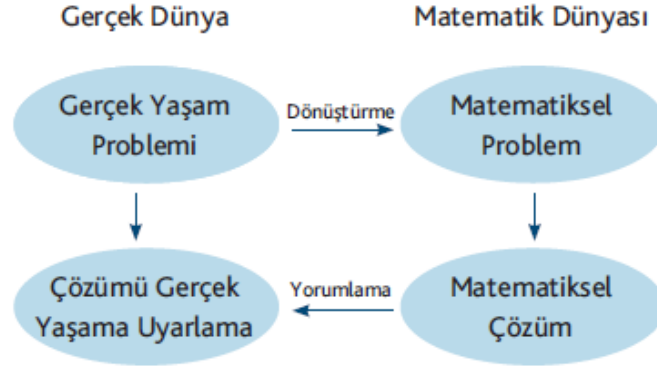 Gerçek Dünya
Matematik Dünyası
Gerçek Yaşam
Problemi
Dönüştürme
Matematiksel
Problem
Çözümü Gerçek
Yaşama Uyarlama
Yorumlama
Matematiksel
Çözüm